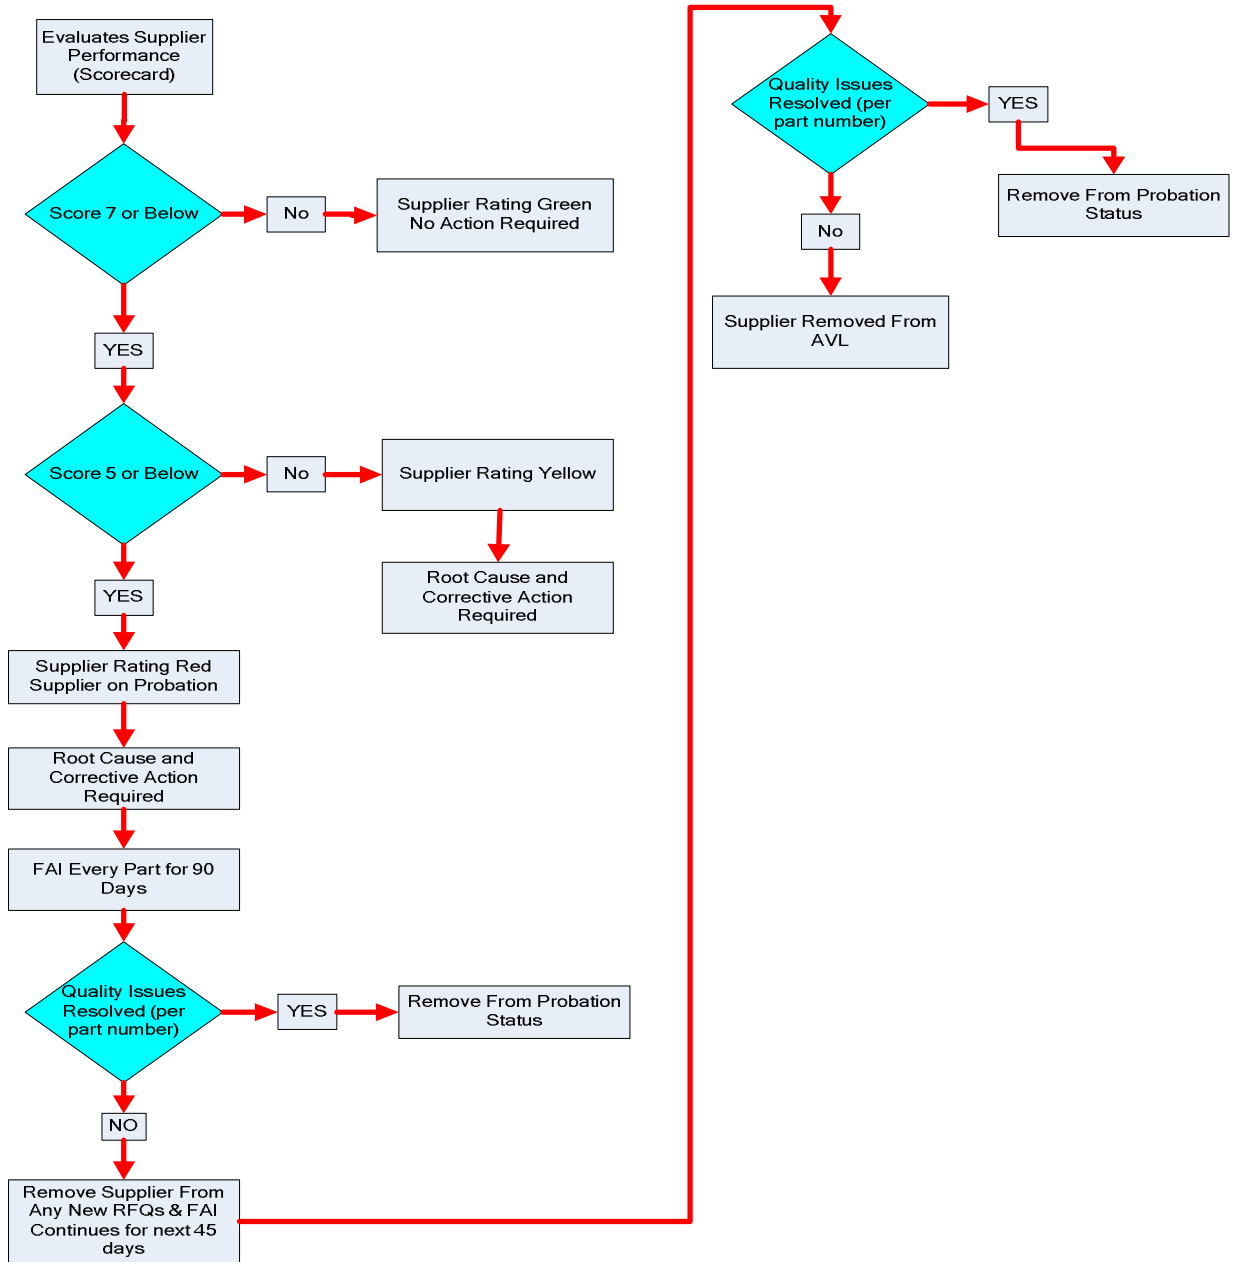 Evaluates Supplier
Performance
(Scorecard)
Score 7 or Below
No
Supplier Rating Green
No Action Required
YES
Score 5 or Below
No
Supplier Rating Yellow
Root Cause and
Corrective Action
Required
YES
Supplier Rating Red
Supplier on Probation
Root Cause and
Corrective Action
Required
FAI Every Part for 90
Days
Quality Issues
Resolved (per
part number)
YES
Remove From Probation
Status
NO
Remove Supplier From
Any New RFQs & FAI
Continues for next 45
days
Quality Issues
Resolved (per
part number)
YES
Remove From Probation
Status
No
Supplier Removed From
AVL